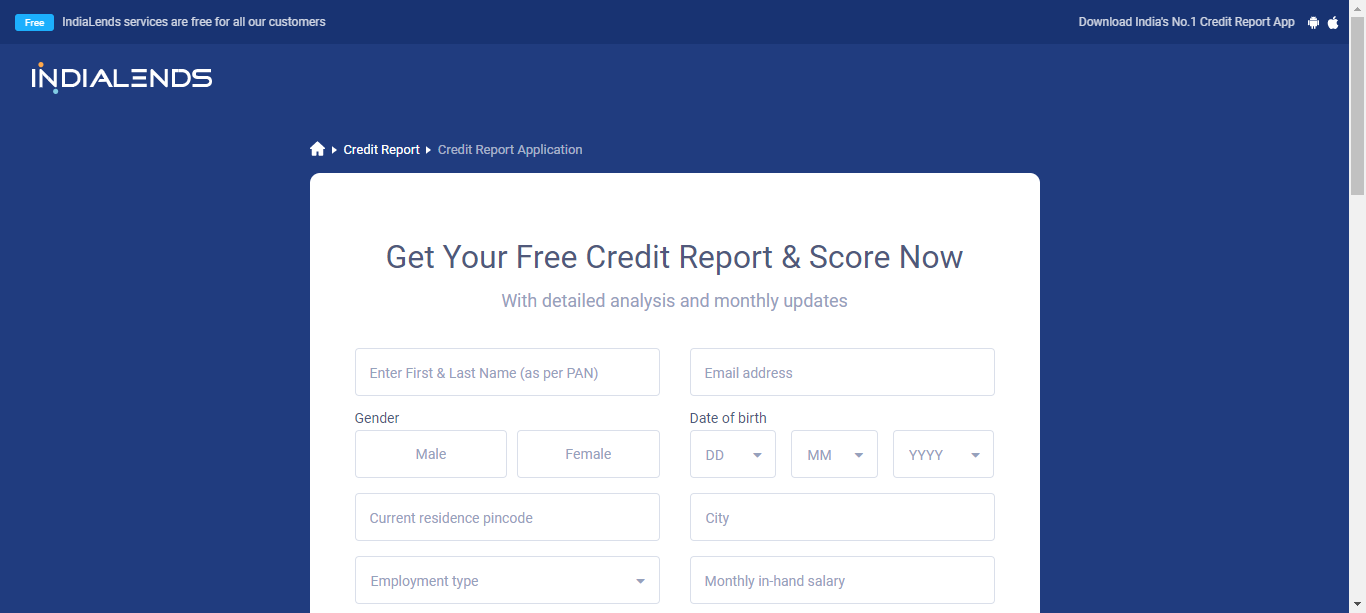 Free IndiaLends services are free for all our customers Download India's No.1 Credit Report App
INDIALENDS
Credit Report Credit Report Application
Get Your Free Credit Report & Score Now
With detailed analysis and monthly updates
Enter First & Last Name (as per PAN) Email address
Gender Date of birth
Male Female DD MM YYYY
Current residence pincode City
Employment type Monthly in-hand salary